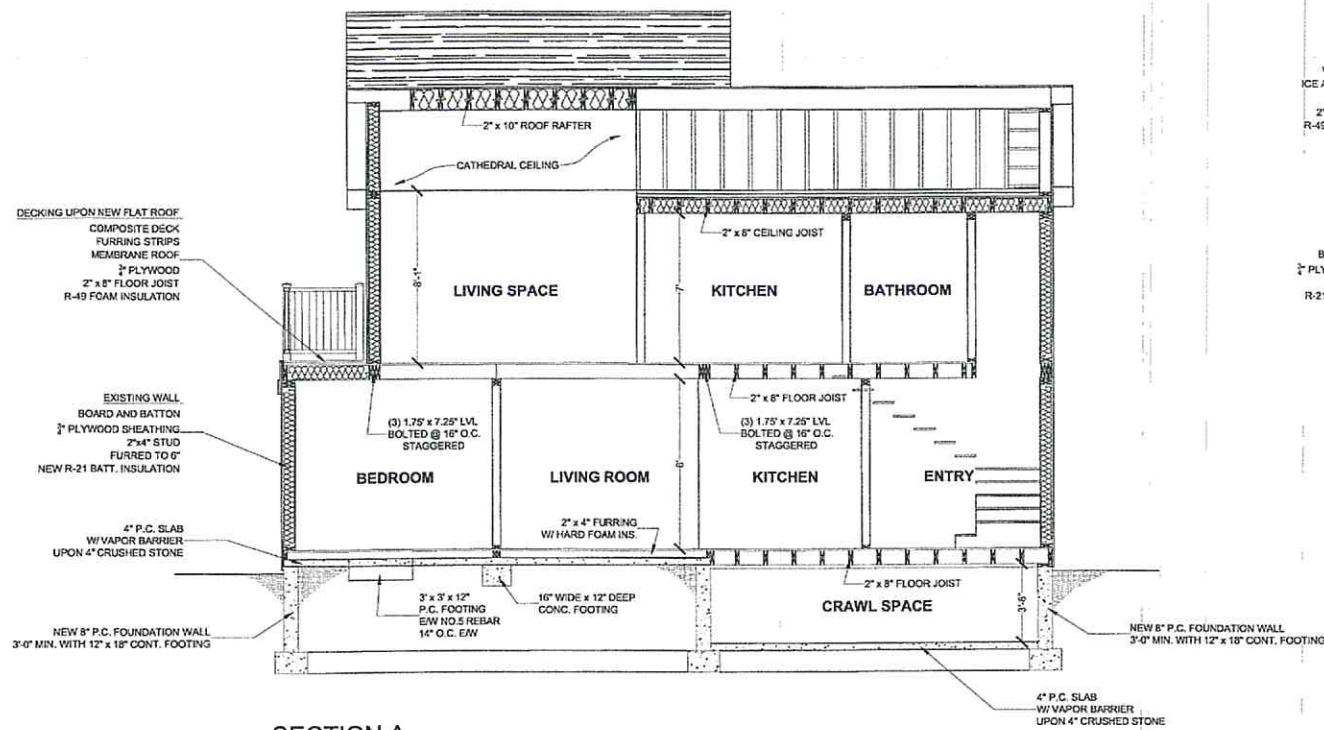 2" x 10" ROOF RAFTER
CATHEDRAL CEILING
DECKING UPON NEW FLAT ROOF
COMPOSITE DECK
FURRING STRIPS
MEMBRANE ROOF
3/4" PLYWOOD
2" x 8" FLOOR JOIST
R-49 FOAM INSULATION
2" x 8" CEILING JOIST
8'-1"
7'
LIVING SPACE
KITCHEN
BATHROOM
EXISTING WALL
BOARD AND BATTON
PLYWOOD SHEATHING
2"x4" STUD
FURRED TO 6"
NEW R-21 BATT. INSULATION
(3) 1.75" x 7.25" LVL
BOLTED @ 16" O.C.
STAGGERED
(3) 1.75" x 7.25" LVL
BOLTED @ 16" O.C.
STAGGERED
2" x 8" FLOOR JOIST
BEDROOM
LIVING ROOM
KITCHEN
ENTRY
2" x 4" FURRING
W/ HARD FOAM INS.
4" P.C. SLAB
W/ VAPOR BARRIER
UPON 4" CRUSHED STONE
3' x 3' x 12"
P.C. FOOTING
E/W NO.5 REBAR
14" O.C. E/W
16" WIDE x 12" DEEP
CONC. FOOTING
2" x 8" FLOOR JOIST
CRAWL SPACE
NEW 8" P.C. FOUNDATION WALL
3'-0" MIN. WITH 12" x 18" CONT. FOOTING
NEW 8" P.C. FOUNDATION WALL
3'-0" MIN. WITH 12" x 18" CONT. FOOTING
4" P.C. SLAB
W/ VAPOR BARRIER
UPON 4" CRUSHED STONE
SECTION A
R-49
R-21